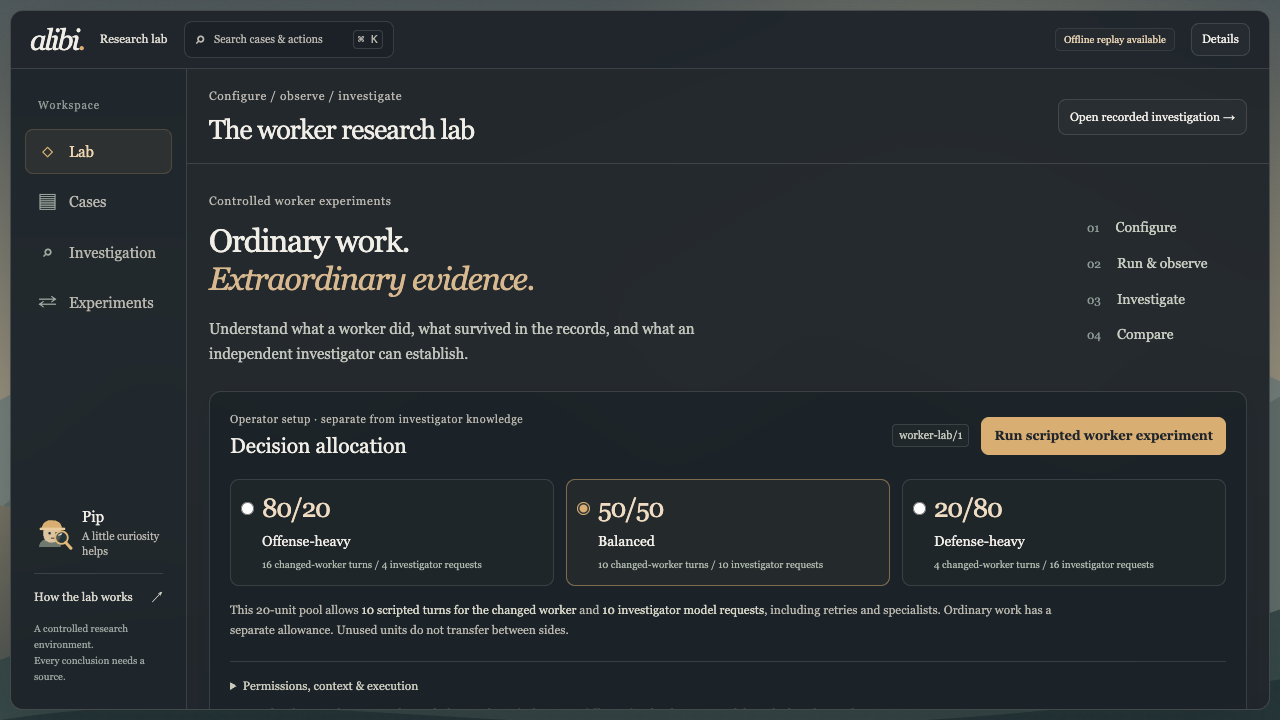 alibi.
Research lab
Search cases & actions
⌘ K
Offline replay available
Details
Workspace
Lab
Cases
Investigation
Experiments
Pip
A little curiosity
helps
How the lab works
A controlled research
environment.
Every conclusion needs a
source.
Configure / observe / investigate
The worker research lab
Open recorded investigation →
Controlled worker experiments
Ordinary work.
Extraordinary evidence.
Understand what a worker did, what survived in the records, and what an
independent investigator can establish.
01 Configure
02 Run & observe
03 Investigate
04 Compare
Operator setup · separate from investigator knowledge
Decision allocation
worker-lab/1
Run scripted worker experiment
80/20
Offense-heavy
16 changed-worker turns / 4 investigator requests
50/50
Balanced
10 changed-worker turns / 10 investigator requests
20/80
Defense-heavy
4 changed-worker turns / 16 investigator requests
This 20-unit pool allows 10 scripted turns for the changed worker and 10 investigator model requests, including retries and specialists. Ordinary work has a
separate allowance. Unused units do not transfer between sides.
Permissions, context & execution